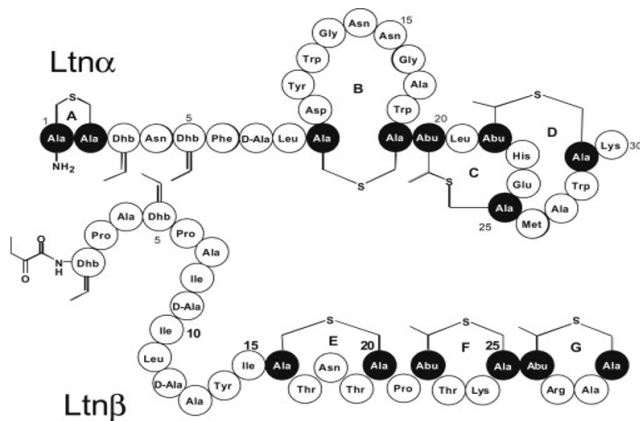 Ltnα
Gly Asn Asn 15
Trp Gly
Tyr B Ala
Asp Trp
S
1 A 5 20 S D
Ala Ala Dhb Asn Dhb Phe D-Ala Leu Ala Ala Abu Leu Abu Lys 30
NH₂
His Ala
C
S Glu Trp
S
25 Ala Met Ala
Ala Dhb
5
Pro Pro
O
O N H Dhb Ala
Ile
D-Ala
Ile 10
Leu
D-Ala
Ala Tyr Ile 15
S S S
E 20 F 25 G
Ala Asn Ala Abu Ala Abu Ala
Thr Thr Pro Thr Lys Arg Ala
Ltnβ